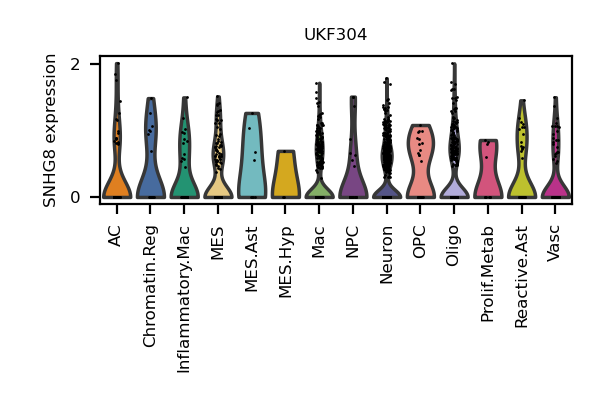 UKF304
SNHG8 expression
2
0
AC
Chromatin.Reg
Inflammatory.Mac
MES
MES.Ast
MES.Hyp
Mac
NPC
Neuron
OPC
Oligo
Prolif.Metab
Reactive.Ast
Vasc